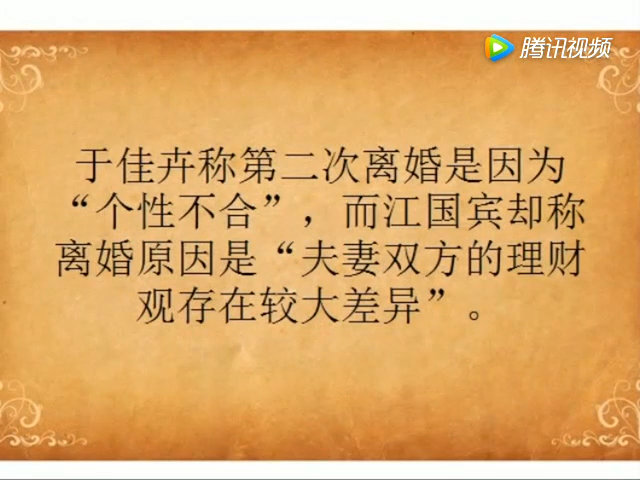 腾讯视频
于佳卉称第二次离婚是因为
“个性不合”，而江国宾却称
离婚原因是“夫妻双方的理财
观存在较大差异”。